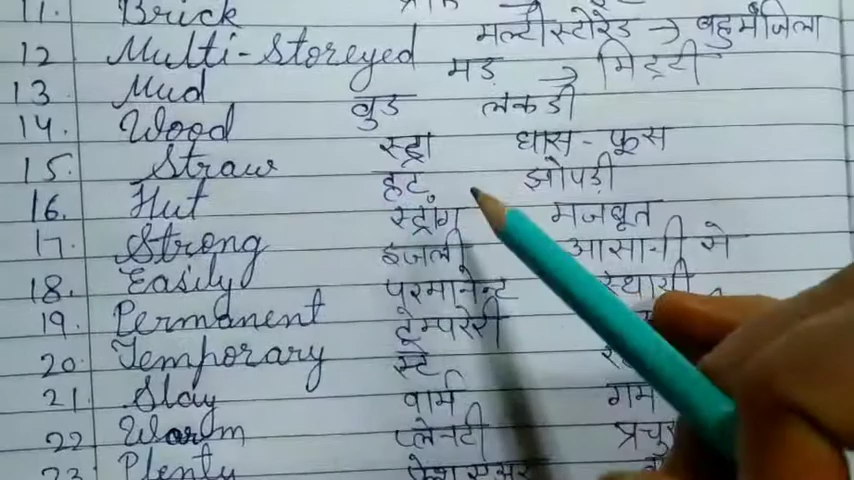 11. Brick
12 Multi-Storeyed मल्टीस्टोरेड → बहुमंजिला
13 Mud मड → मिट्टी
14. Wood वुड लकडी
15. Straw स्ट्रा घास-फूस
16. Hut हट झोपड़ी
17. Strong स्ट्रोंग मजबूत
18. Easily इजली आसानी से
19. Permanent परमानेन्ट स्थायी
20. Temporary टेम्परेरी
21. Stay स्टे
22 Warm वार्म गर्म
23 Plenty प्लेनटी